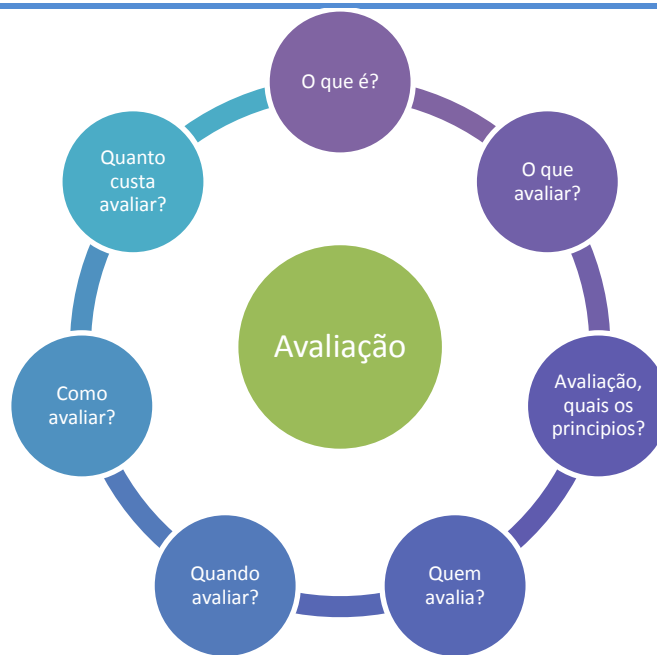 O que é?
O que
avaliar?
Avaliação,
quais os
principios?
Quem
avalia?
Quando
avaliar?
Como
avaliar?
Quanto
custa
avaliar?
Avaliação